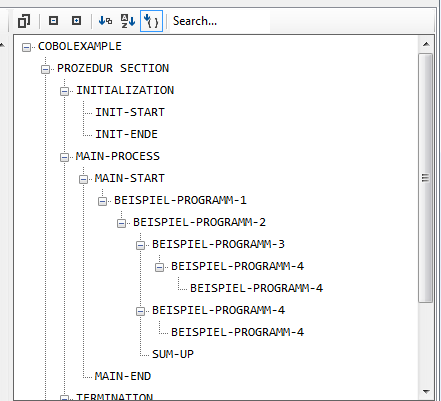 Search...
COBOLEXAMPLE
PROZEDUR SECTION
INITIALIZATION
INIT-START
INIT-ENDE
MAIN-PROCESS
MAIN-START
BEISPIEL-PROGRAMM-1
BEISPIEL-PROGRAMM-2
BEISPIEL-PROGRAMM-3
BEISPIEL-PROGRAMM-4
BEISPIEL-PROGRAMM-4
BEISPIEL-PROGRAMM-4
BEISPIEL-PROGRAMM-4
SUM-UP
MAIN-END
TERMINATION